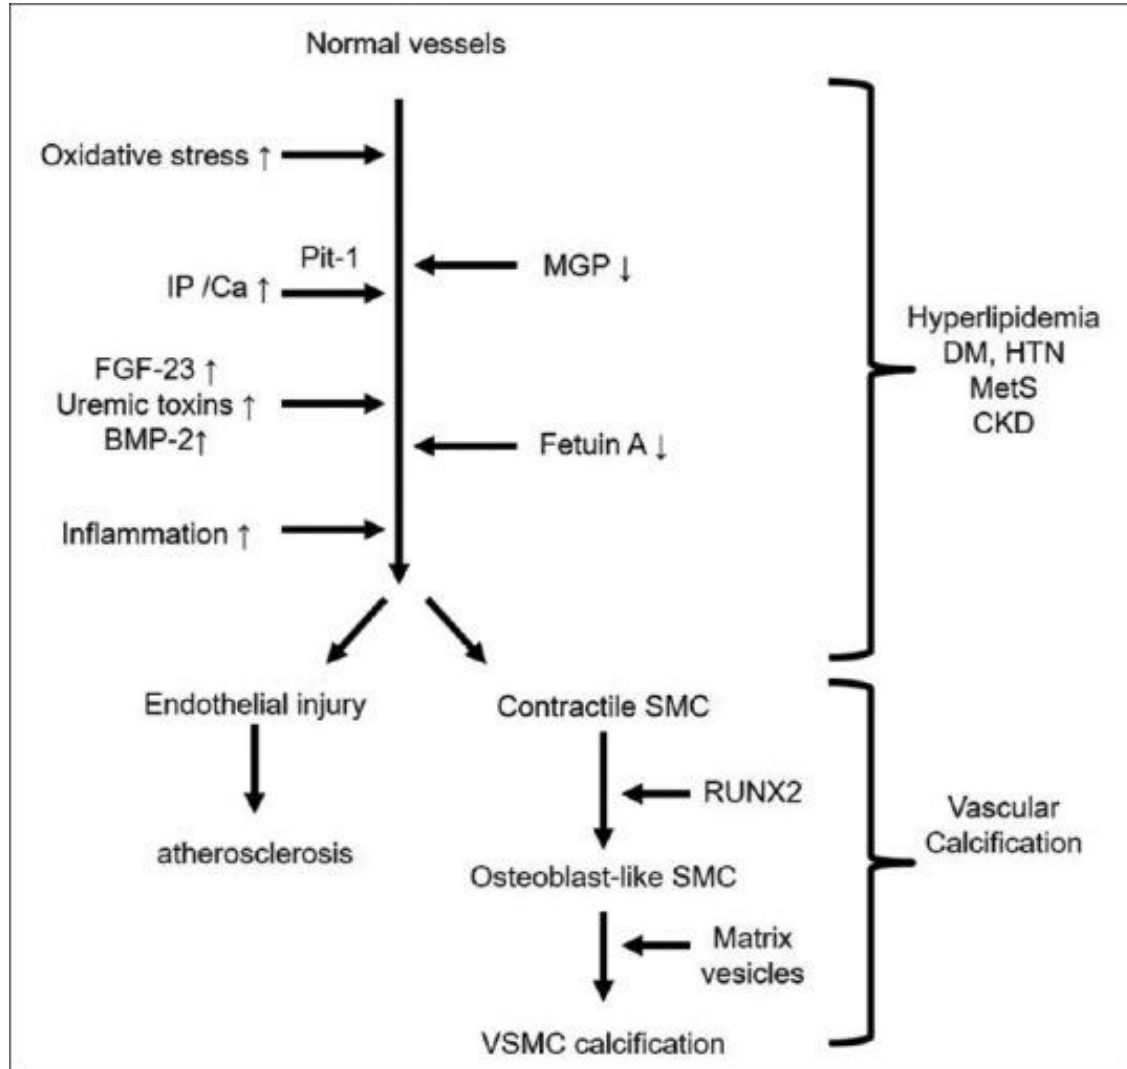 Normal vessels
Oxidative stress ↑
Pit-1
IP /Ca ↑
MGP ↓
FGF-23 ↑
Uremic toxins ↑
BMP-2↑
Fetuin A ↓
Inflammation ↑
Hyperlipidemia
DM, HTN
MetS
CKD
Endothelial injury
atherosclerosis
Contractile SMC
RUNX2
Osteoblast-like SMC
Matrix
vesicles
VSMC calcification
Vascular
Calcification